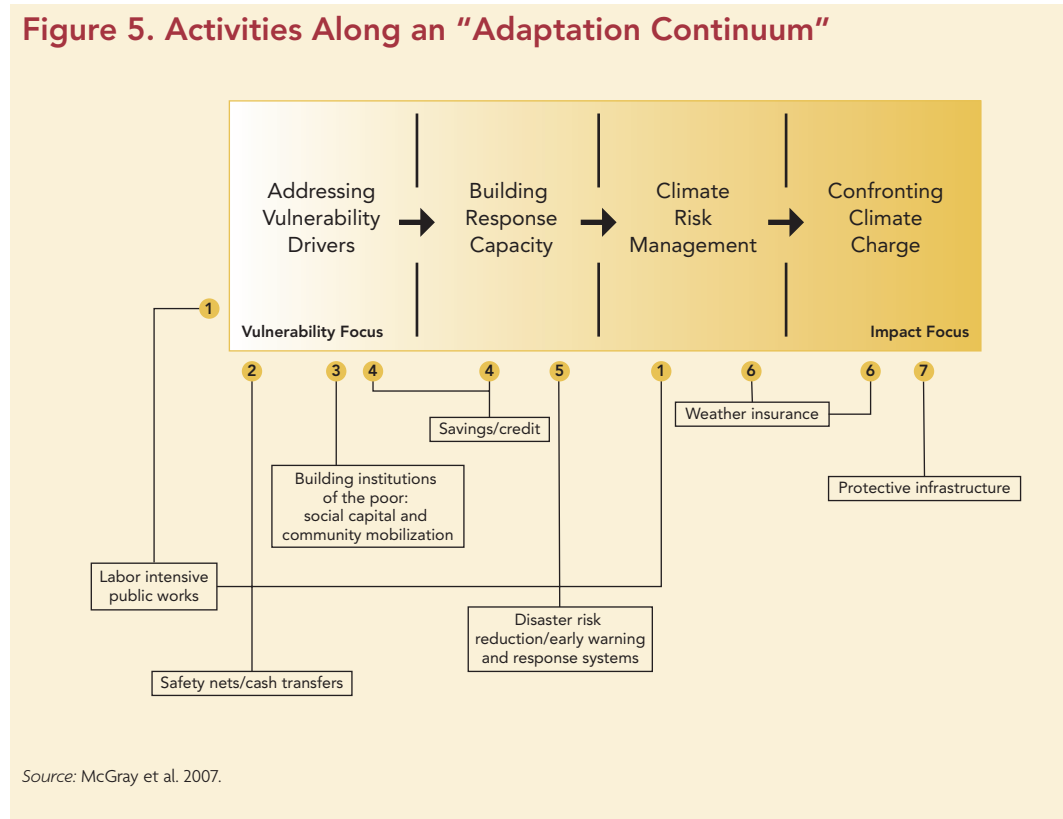 Figure 5. Activities Along an “Adaptation Continuum”
Addressing
Vulnerability
Drivers
Building
Response
Capacity
Climate
Risk
Management
Confronting
Climate
Charge
1
Vulnerability Focus
Impact Focus
2
3
4
4
5
1
6
6
7
Weather insurance
Savings/credit
Building institutions
of the poor:
social capital and
community mobilization
Protective infrastructure
Labor intensive
public works
Disaster risk
reduction/early warning
and response systems
Safety nets/cash transfers
Source: McGray et al. 2007.